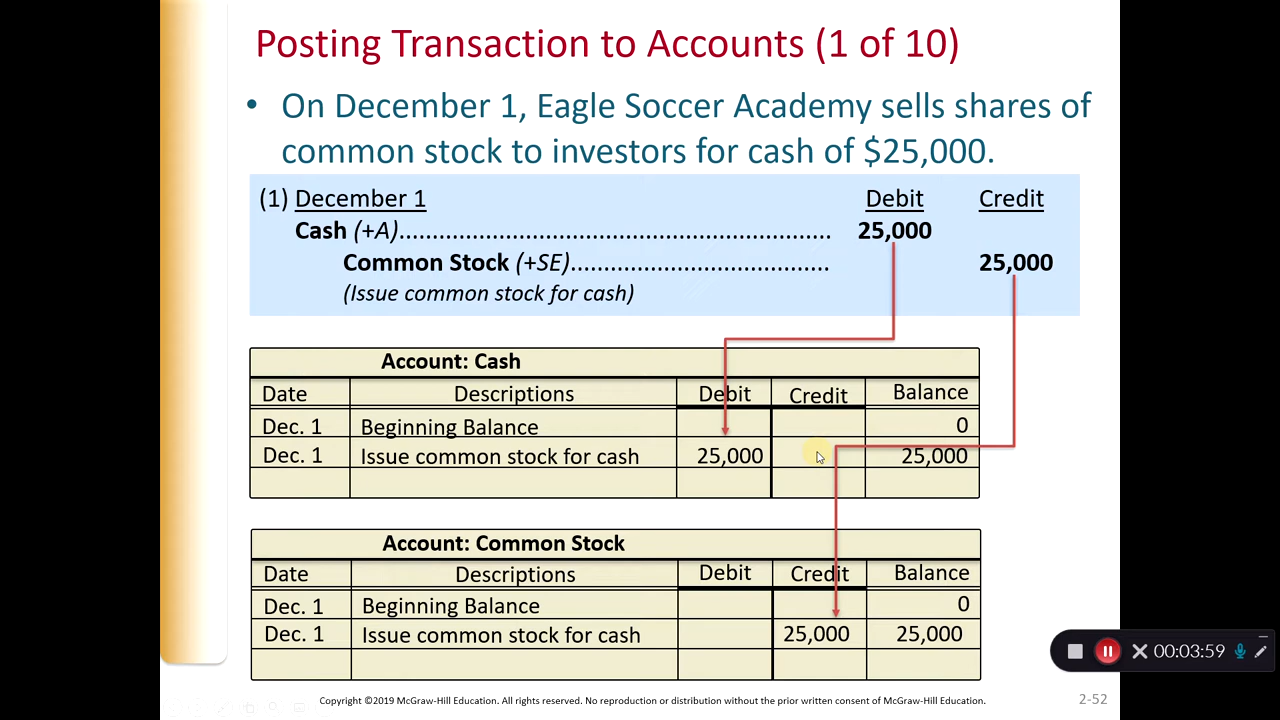 Posting Transaction to Accounts (1 of 10)
• On December 1, Eagle Soccer Academy sells shares of
common stock to investors for cash of $25,000.
(1) December 1 Debit Credit
Cash (+A)................................................................. 25,000
Common Stock (+SE)....................................... 25,000
(Issue common stock for cash)
Account: Cash
Date Descriptions Debit Credit Balance
Dec. 1 Beginning Balance 0
Dec. 1 Issue common stock for cash 25,000 25,000
Account: Common Stock
Date Descriptions Debit Credit Balance
Dec. 1 Beginning Balance 0
Dec. 1 Issue common stock for cash 25,000 25,000
00:03:59
Copyright ©2019 McGraw-Hill Education. All rights reserved. No reproduction or distribution without the prior written consent of McGraw-Hill Education. 2-52